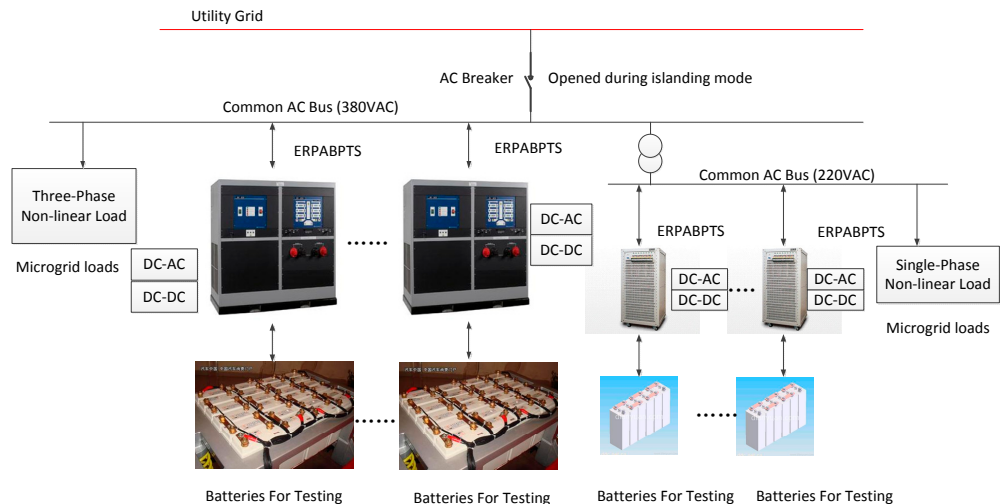 Utility Grid
AC Breaker
Opened during islanding mode
Common AC Bus (380VAC)
ERPABPTS
ERPABPTS
Common AC Bus (220VAC)
Three-Phase
Non-linear Load
DC-AC
DC-DC
ERPABPTS
ERPABPTS
Microgrid loads
DC-AC
DC-DC
DC-AC
DC-DC
DC-AC
DC-DC
Single-Phase
Non-linear Load
Microgrid loads
Batteries For Testing
Batteries For Testing
Batteries For Testing
Batteries For Testing